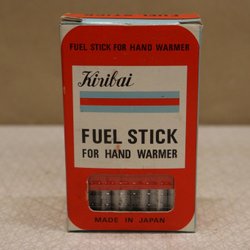 FUEL STICK FOR HAND WARMER
Kiribai
FUEL STICK
FOR HAND WARMER
MADE IN JAPAN